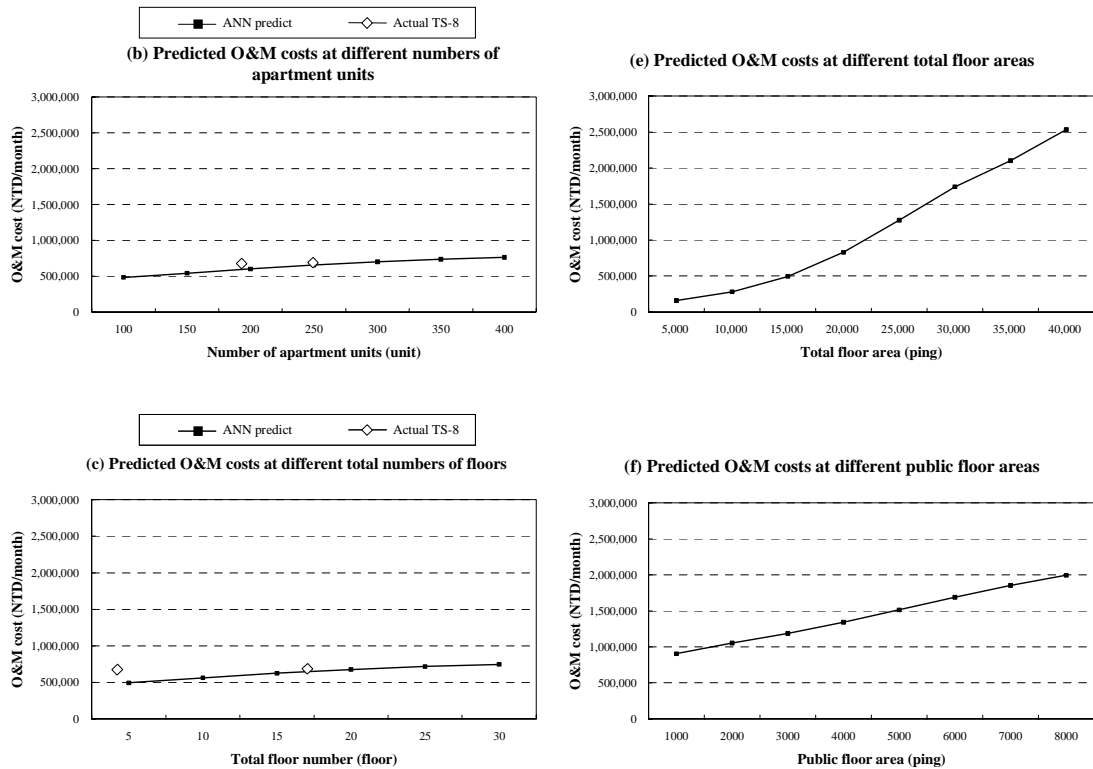 ANN predict Actual TS-8
(b) Predicted O&M costs at different numbers of
apartment units
3,000,000
2,500,000
2,000,000
1,500,000
1,000,000
500,000
0
O&M cost (NTD/month)
100 150 200 250 300 350 400
Number of apartment units (unit)
(e) Predicted O&M costs at different total floor areas
3,000,000
2,500,000
2,000,000
1,500,000
1,000,000
500,000
0
O&M cost (NTD/month)
5,000 10,000 15,000 20,000 25,000 30,000 35,000 40,000
Total floor area (ping)
ANN predict Actual TS-8
(c) Predicted O&M costs at different total numbers of floors
3,000,000
2,500,000
2,000,000
1,500,000
1,000,000
500,000
0
O&M cost (NTD/month)
5 10 15 20 25 30
Total floor number (floor)
(f) Predicted O&M costs at different public floor areas
3,000,000
2,500,000
2,000,000
1,500,000
1,000,000
500,000
0
O&M cost (NTD/month)
1000 2000 3000 4000 5000 6000 7000 8000
Public floor area (ping)